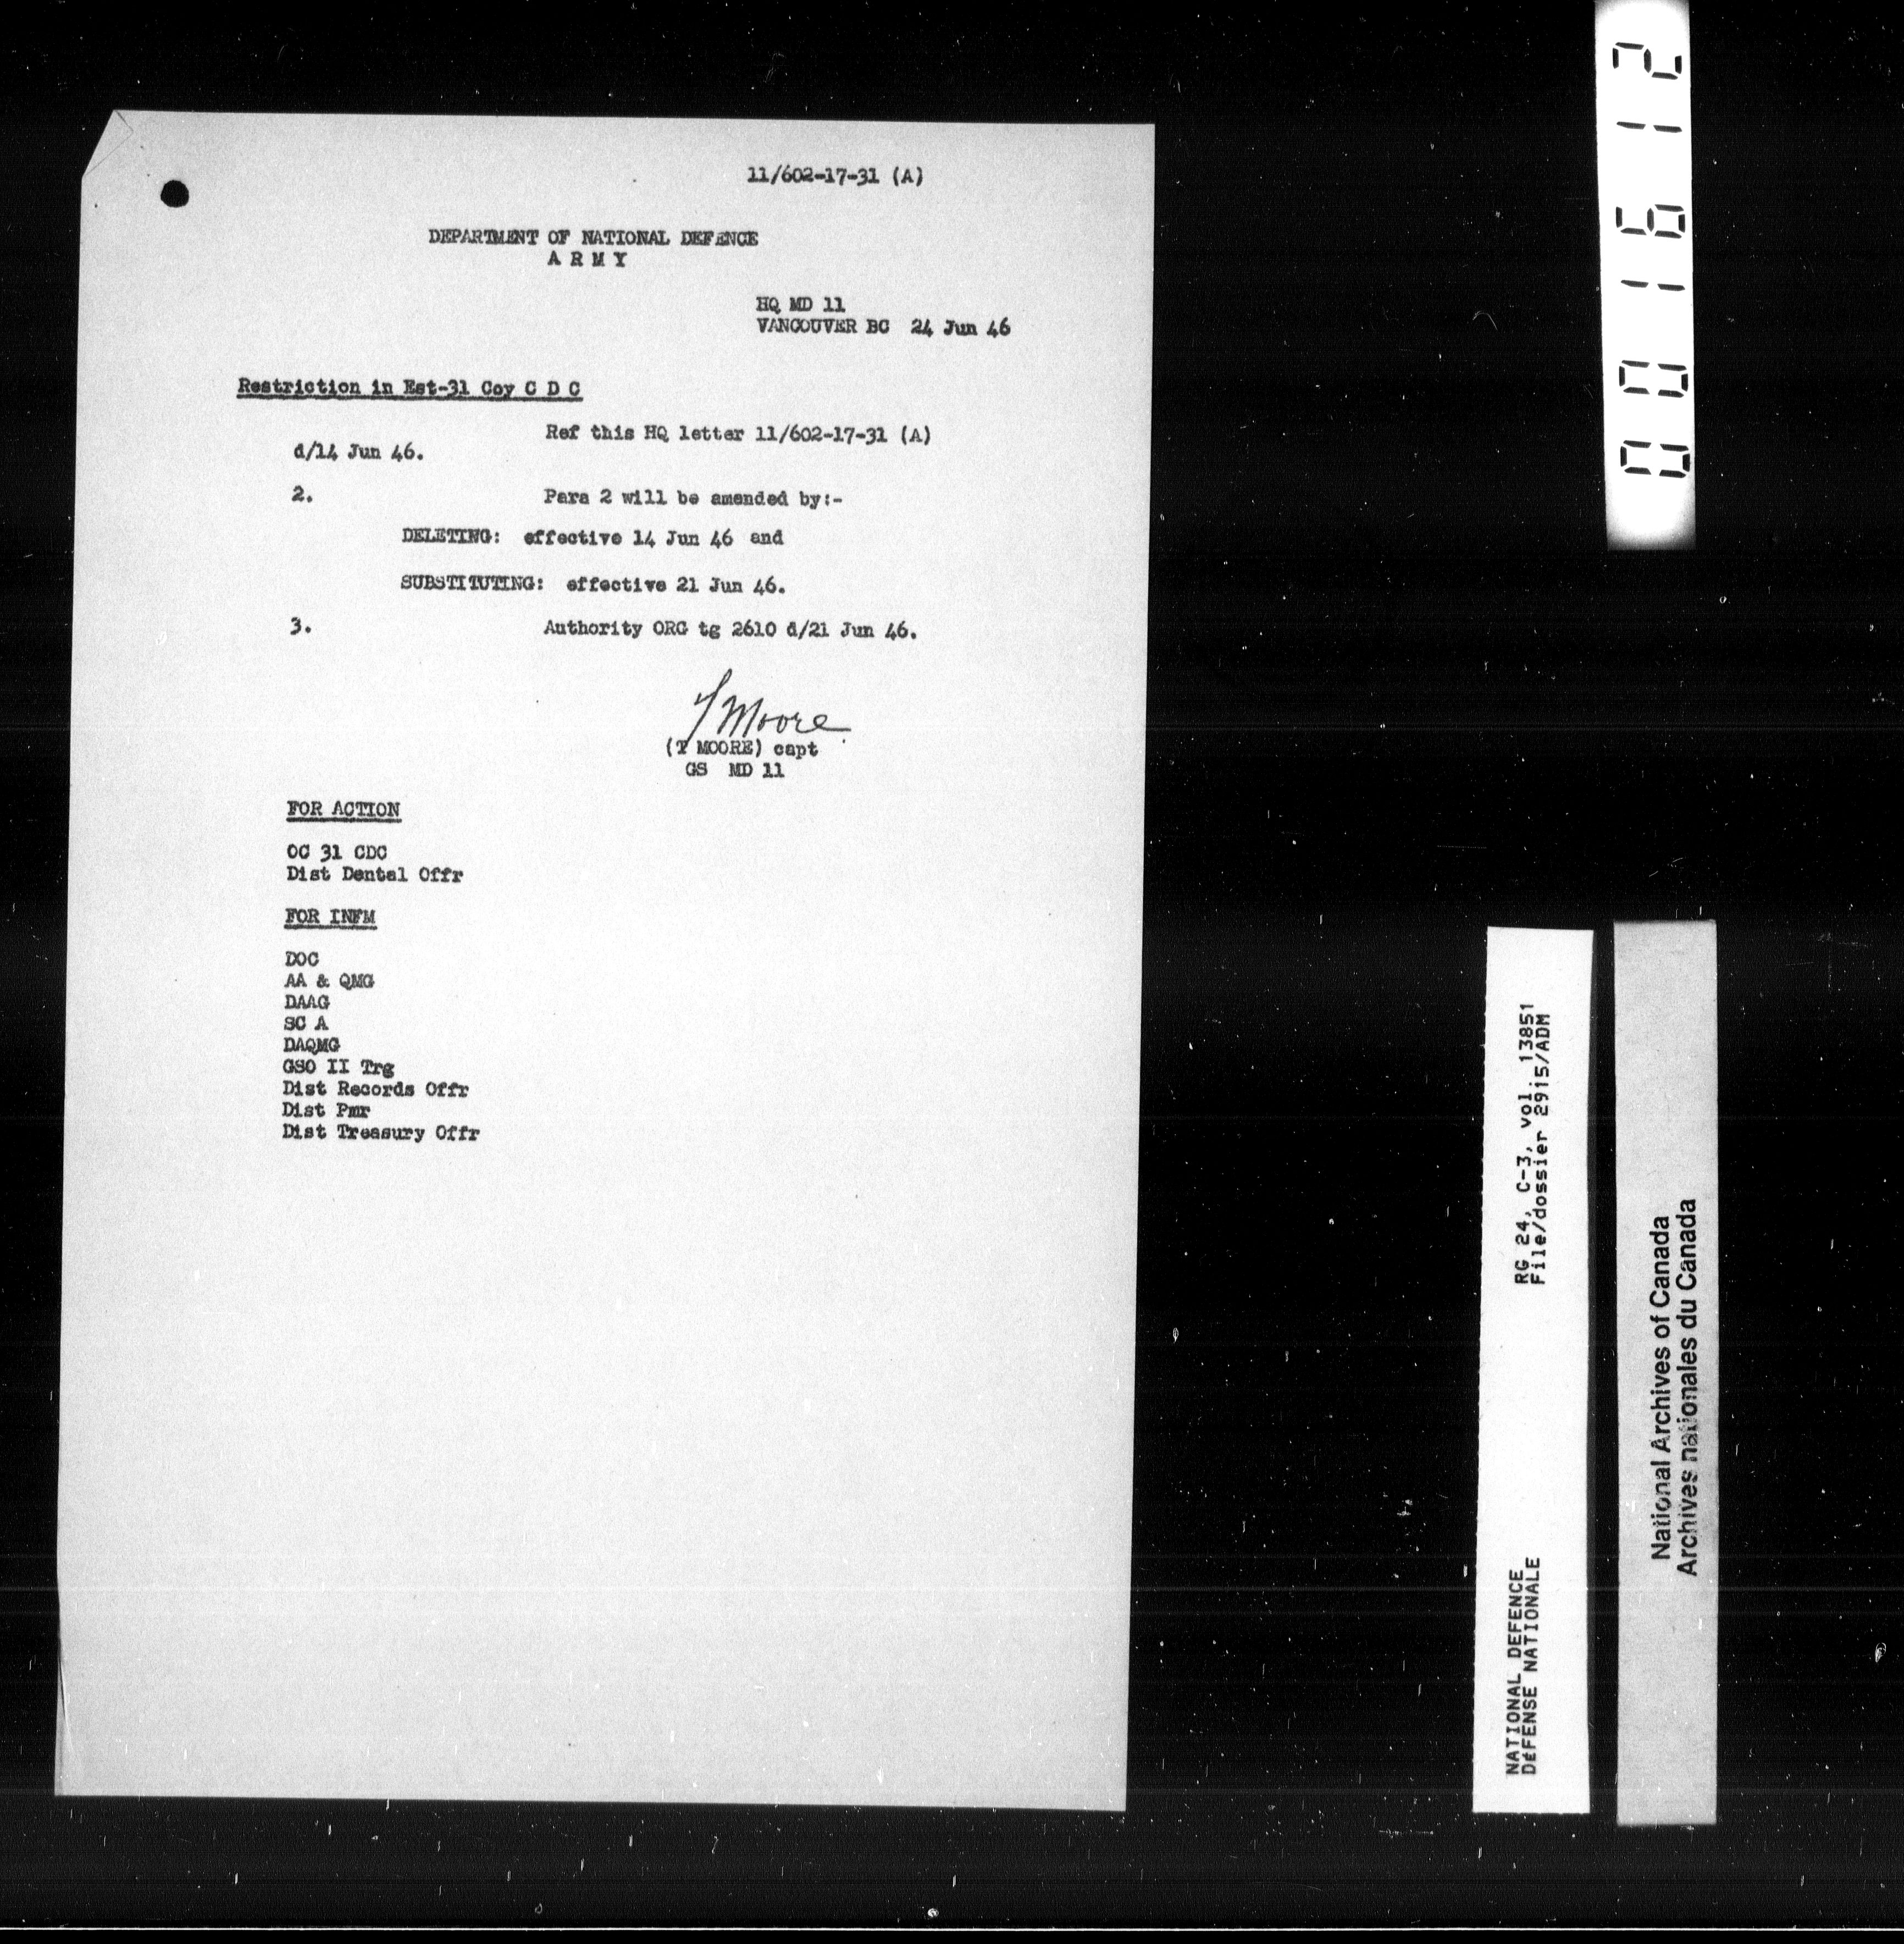 11/602-17-31 (A)
DEPARTMENT OF NATIONAL DEFENCE
A R M Y
HQ MD 11
VANCOUVER BC 24 Jun 46
Restriction in Est-31 Coy C D C
Ref this HQ letter 11/602-17-31 (A)
d/14 Jun 46.
2. Para 2 will be amended by:-
DELETING: effective 14 Jun 46 and
SUBSTITUTING: effective 21 Jun 46.
3. Authority ORG tg 2610 d/21 Jun 46.
T Moore
(T MOORE) capt
GS MD 11
FOR ACTION
OC 31 CDC
Dist Dental Offr
FOR INFM
DOC
AA & QMG
DAAG
SC A
DAQMG
GSO II Trg
Dist Records Offr
Dist Pmr
Dist Treasury Offr
001612
RG 24, C-3, vol. 13851
File/dossier 2915/ADM
NATIONAL DEFENCE
DéFENSE NATIONALE
National Archives of Canada
Archives nationales du Canada